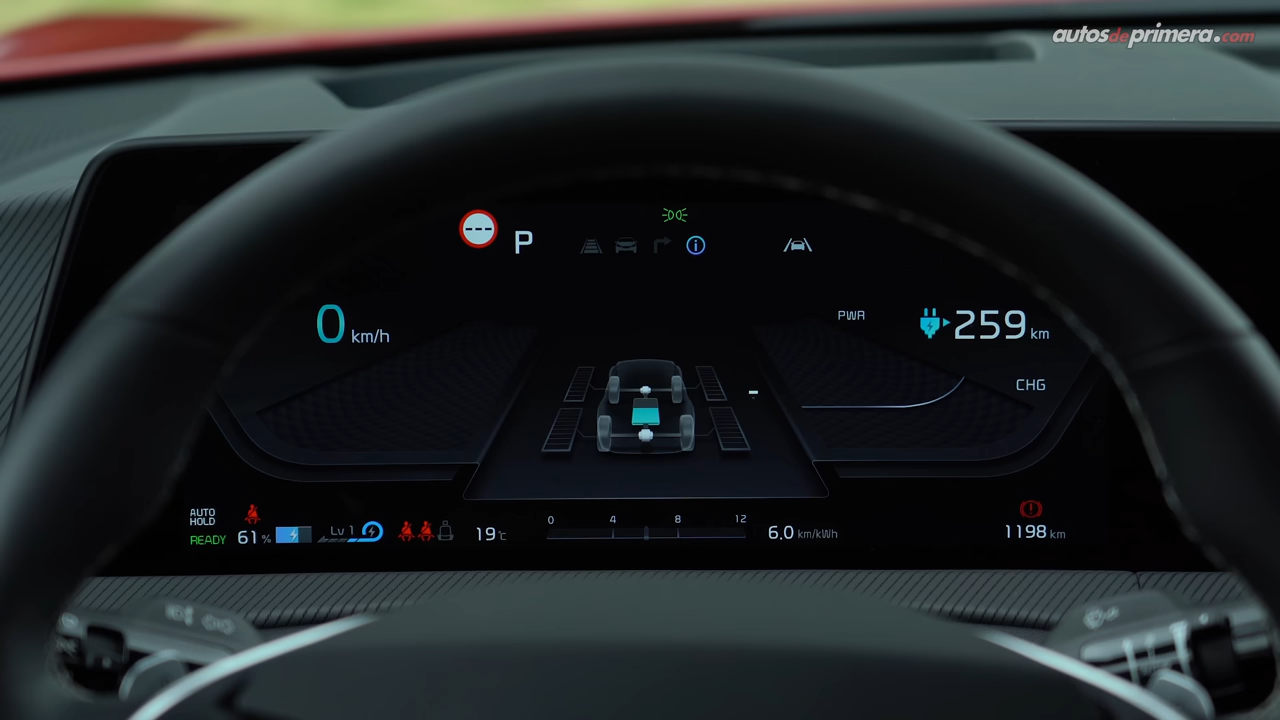 autosdeprimera.com
---
P
i
0 km/h
PWR
259 km
CHG
AUTO
HOLD
READY
61 %
Lv 1
19 °C
0 4 8 12
6.0 km/kWh
1198 km